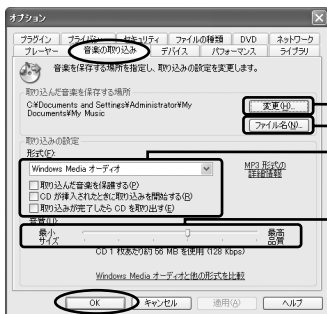 オプション
プラグイン プライバシー セキュリティ ファイルの種類 DVD ネットワーク
プレーヤー 音楽の取り込み デバイス パフォーマンス ライブラリ
音楽を保存する場所を指定し、取り込みの設定を変更します。
取り込んだ音楽を保存する場所
C:¥Documents and Settings¥Administrator¥My Documents¥My Music
変更(H)...
ファイル名(N)...
取り込みの設定
形式(F):
Windows Media オーディオ
MP3 形式の
詳細情報
取り込んだ音楽を保護する(P)
CD が挿入されたときに取り込みを開始する(R)
取り込みが完了したら CD を取り出す(E)
音質(U):
最小
サイズ
最高
品質
CD 1 枚あたり約 56 MB を使用 (128 Kbps)
Windows Media オーディオと他の形式を比較
OK キャンセル 適用(A) ヘルプ